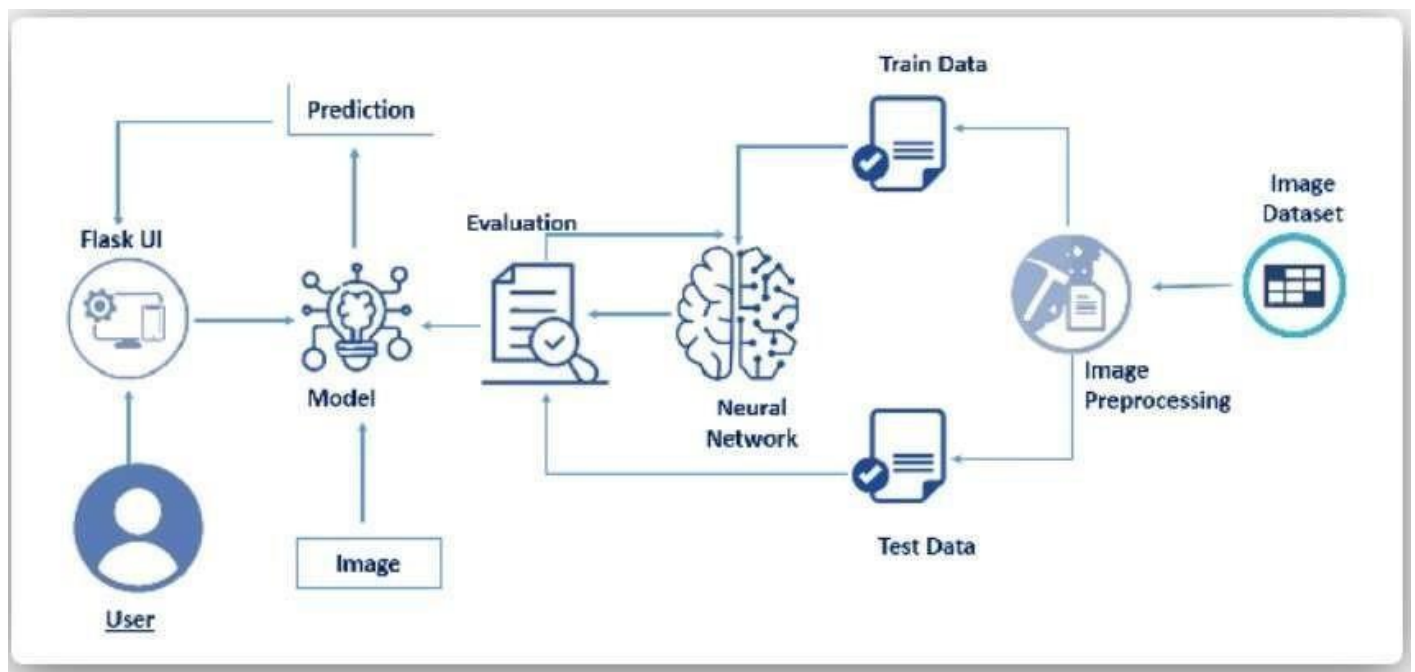 Train Data
Prediction
Image
Dataset
Evaluation
Flask UI
Image
Preprocessing
Model
Neural
Network
Test Data
Image
User